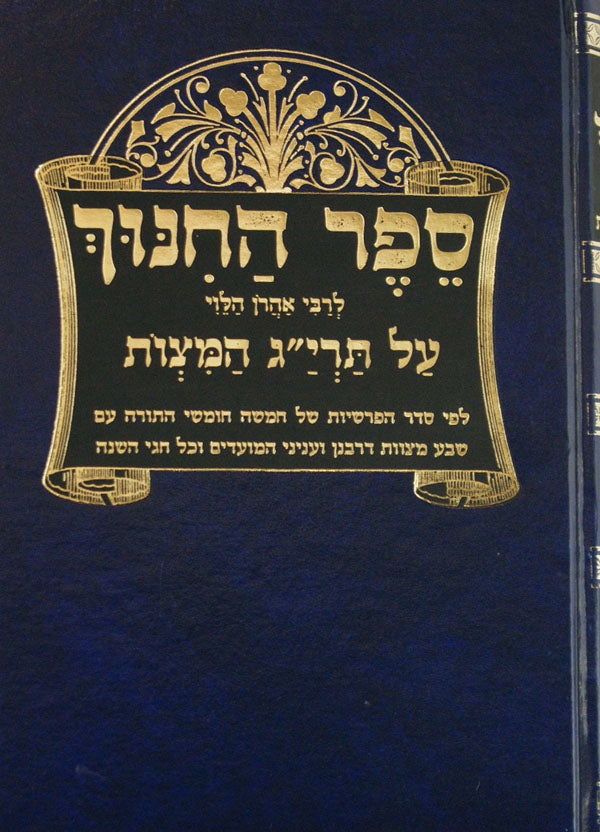 סֵפֶר הַחִנּוּךְ
לְרַבִּי אַהֲרֹן הַלֵּוִי
עַל תַּרְיַ״ג הַמִּצְוֹת
לפי סדר הפרשיות של חמשה חומשי התורה עם
שבע מצוות דרבנן ועניני המועדים וכל חגי השנה